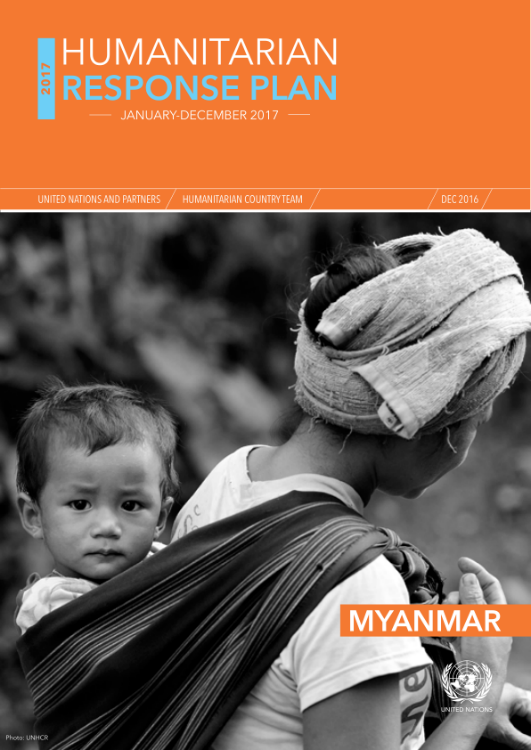 2017
HUMANITARIAN
RESPONSE PLAN
JANUARY-DECEMBER 2017
UNITED NATIONS AND PARTNERS
HUMANITARIAN COUNTRY TEAM
DEC 2016
MYANMAR
UNITED NATIONS
Photo: UNHCR